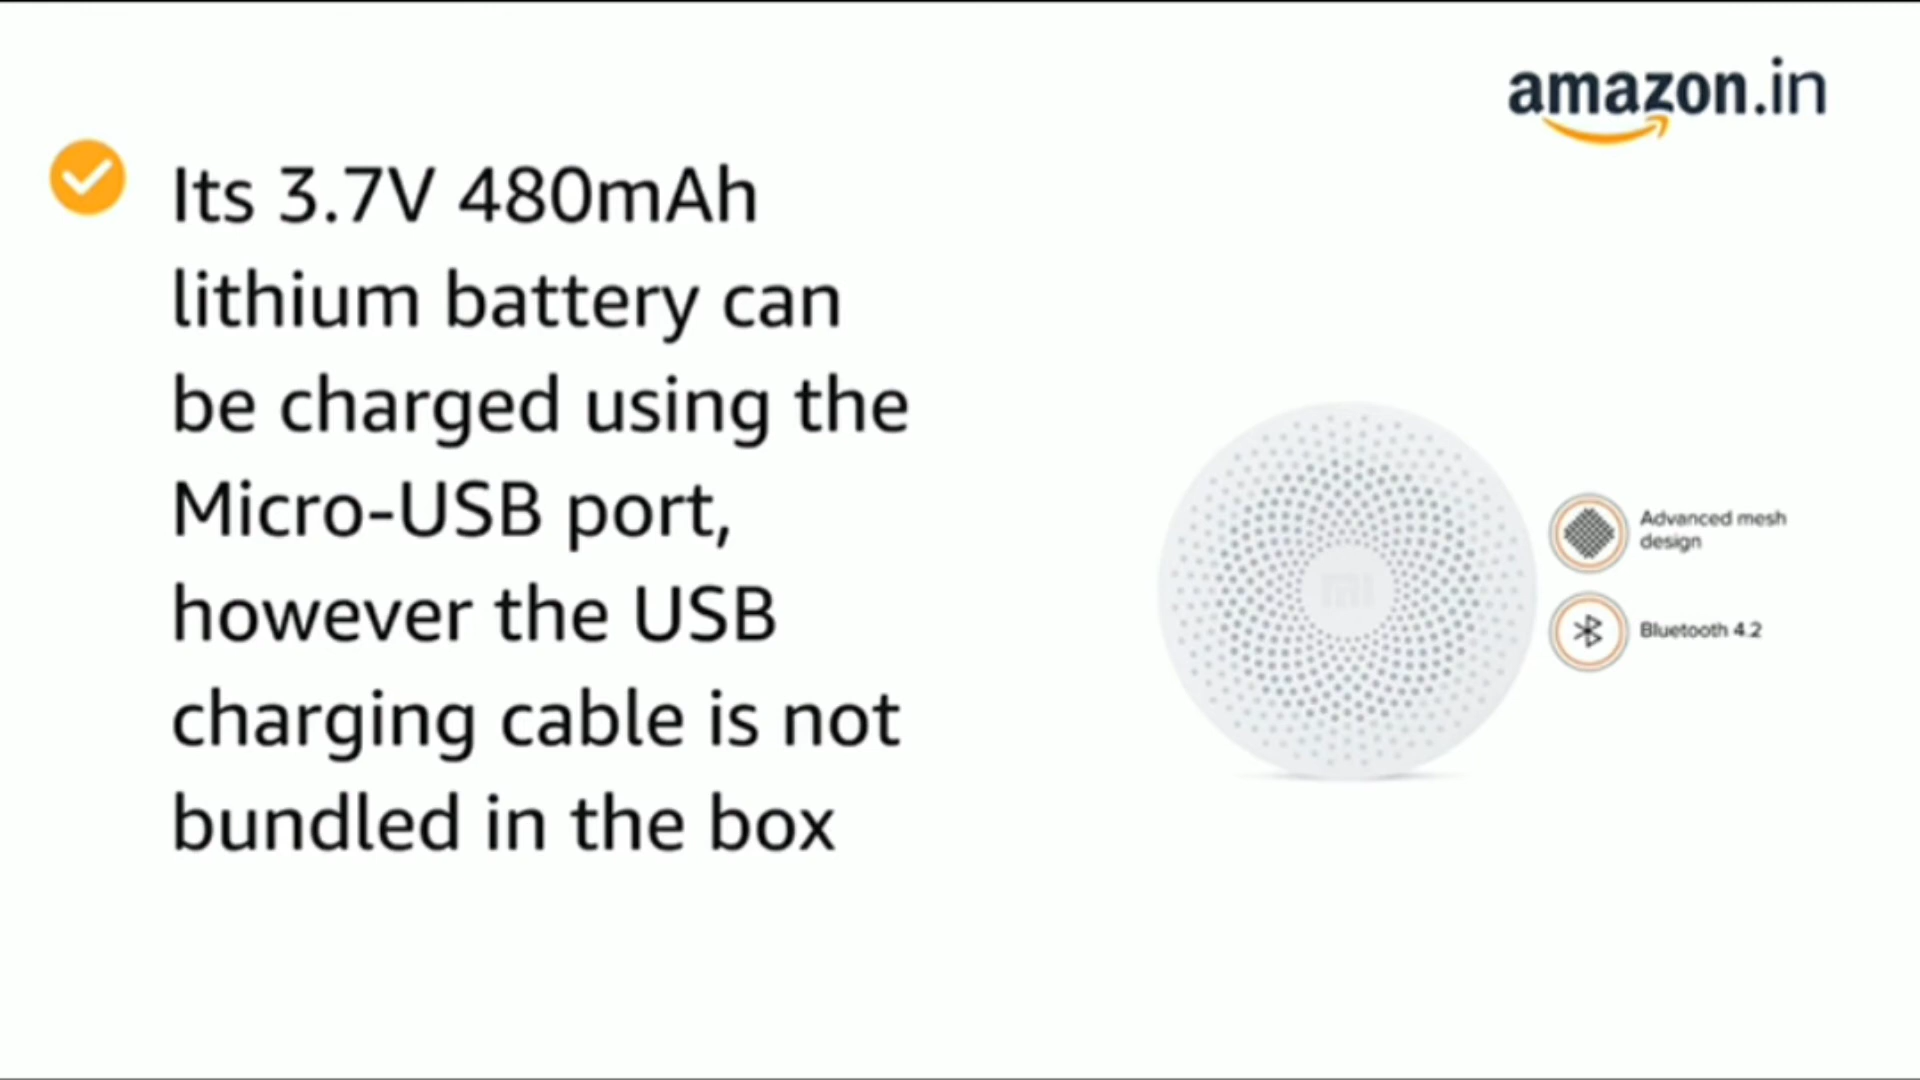 amazon.in
Its 3.7V 480mAh
lithium battery can
be charged using the
Micro-USB port,
however the USB
charging cable is not
bundled in the box
mi
Advanced mesh
design
Bluetooth 4.2